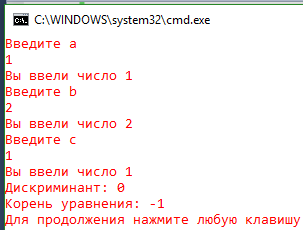 C:\WINDOWS\system32\cmd.exe
Введите a
1
Вы ввели число 1
Введите b
2
Вы ввели число 2
Введите c
1
Вы ввели число 1
Дискриминант: 0
Корень уравнения: -1
Для продолжения нажмите любую клавишу